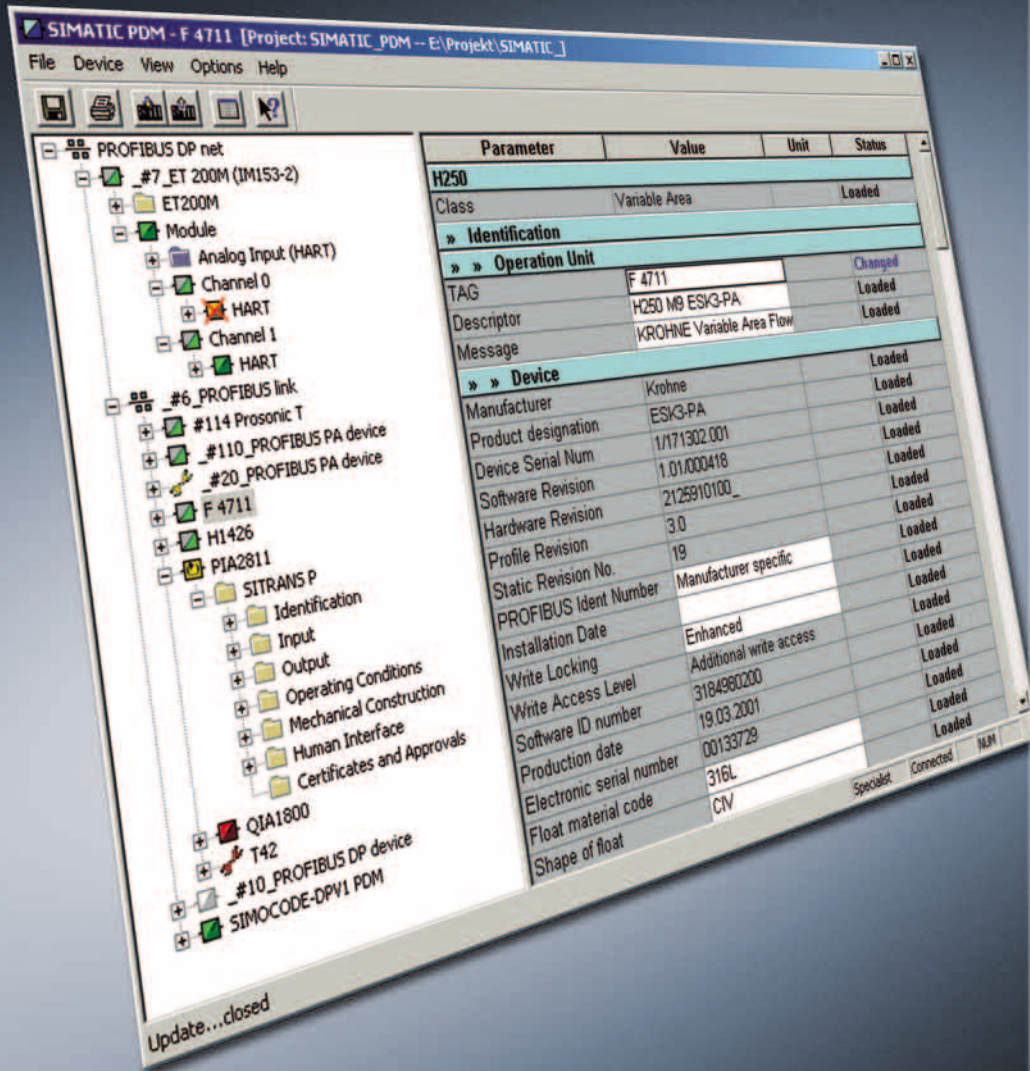 SIMATIC PDM - F 4711 [Project: SIMATIC_PDM -- E:\Projekt\SIMATIC_]
File Device View Options Help
PROFIBUS DP net
_#7_ET 200M (IM153-2)
ET200M
Module
Analog Input (HART)
Channel 0
HART
Channel 1
HART
_#6_PROFIBUS link
#114 Prosonic T
_#110_PROFIBUS PA device
_#20_PROFIBUS PA device
F 4711
H1426
PIA2811
SITRANS P
Identification
Input
Output
Operating Conditions
Mechanical Construction
Human Interface
Certificates and Approvals
QIA1800
T42
_#10_PROFIBUS DP device
SIMOCODE-DPV1 PDM
Parameter Value Unit Status
H250
Class Variable Area Loaded
» Identification
» » Operation Unit
TAG F 4711 Changed
Descriptor H250 M9 ESK3-PA Loaded
Message KROHNE Variable Area Flow Loaded
» » Device
Manufacturer Krohne Loaded
Product designation ESK3-PA Loaded
Device Serial Num 1/171302.001 Loaded
Software Revision 1.01/000418 Loaded
Hardware Revision 2125910100_ Loaded
Profile Revision 3.0 Loaded
Static Revision No. 19 Loaded
PROFIBUS Ident Number Manufacturer specific Loaded
Installation Date Loaded
Write Locking Enhanced Loaded
Write Access Level Additional write access Loaded
Software ID number 3184980200 Loaded
Production date 19.03.2001 Loaded
Electronic serial number 00133729 Loaded
Float material code 316L Loaded
Shape of float CIV
Update...closed
Specialist Connected NUM